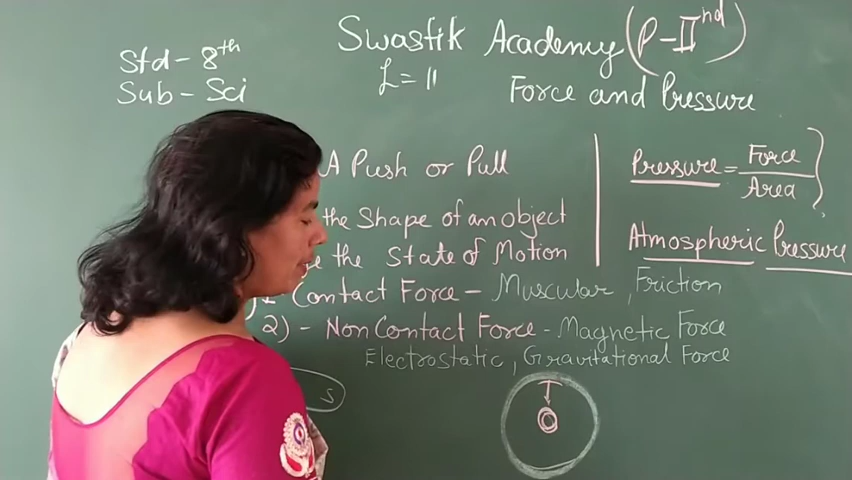 Swastik Academy (P-IInd)
Std - 8th
Sub - Sci
L = 11
Force and Pressure
A Push or Pull
the Shape of an object
the State of Motion
Contact Force - Muscular, Friction
2) - Non Contact Force - Magnetic Force
Electrostatic, Gravitational Force
S
Pressure = Force / Area
Atmospheric Pressure